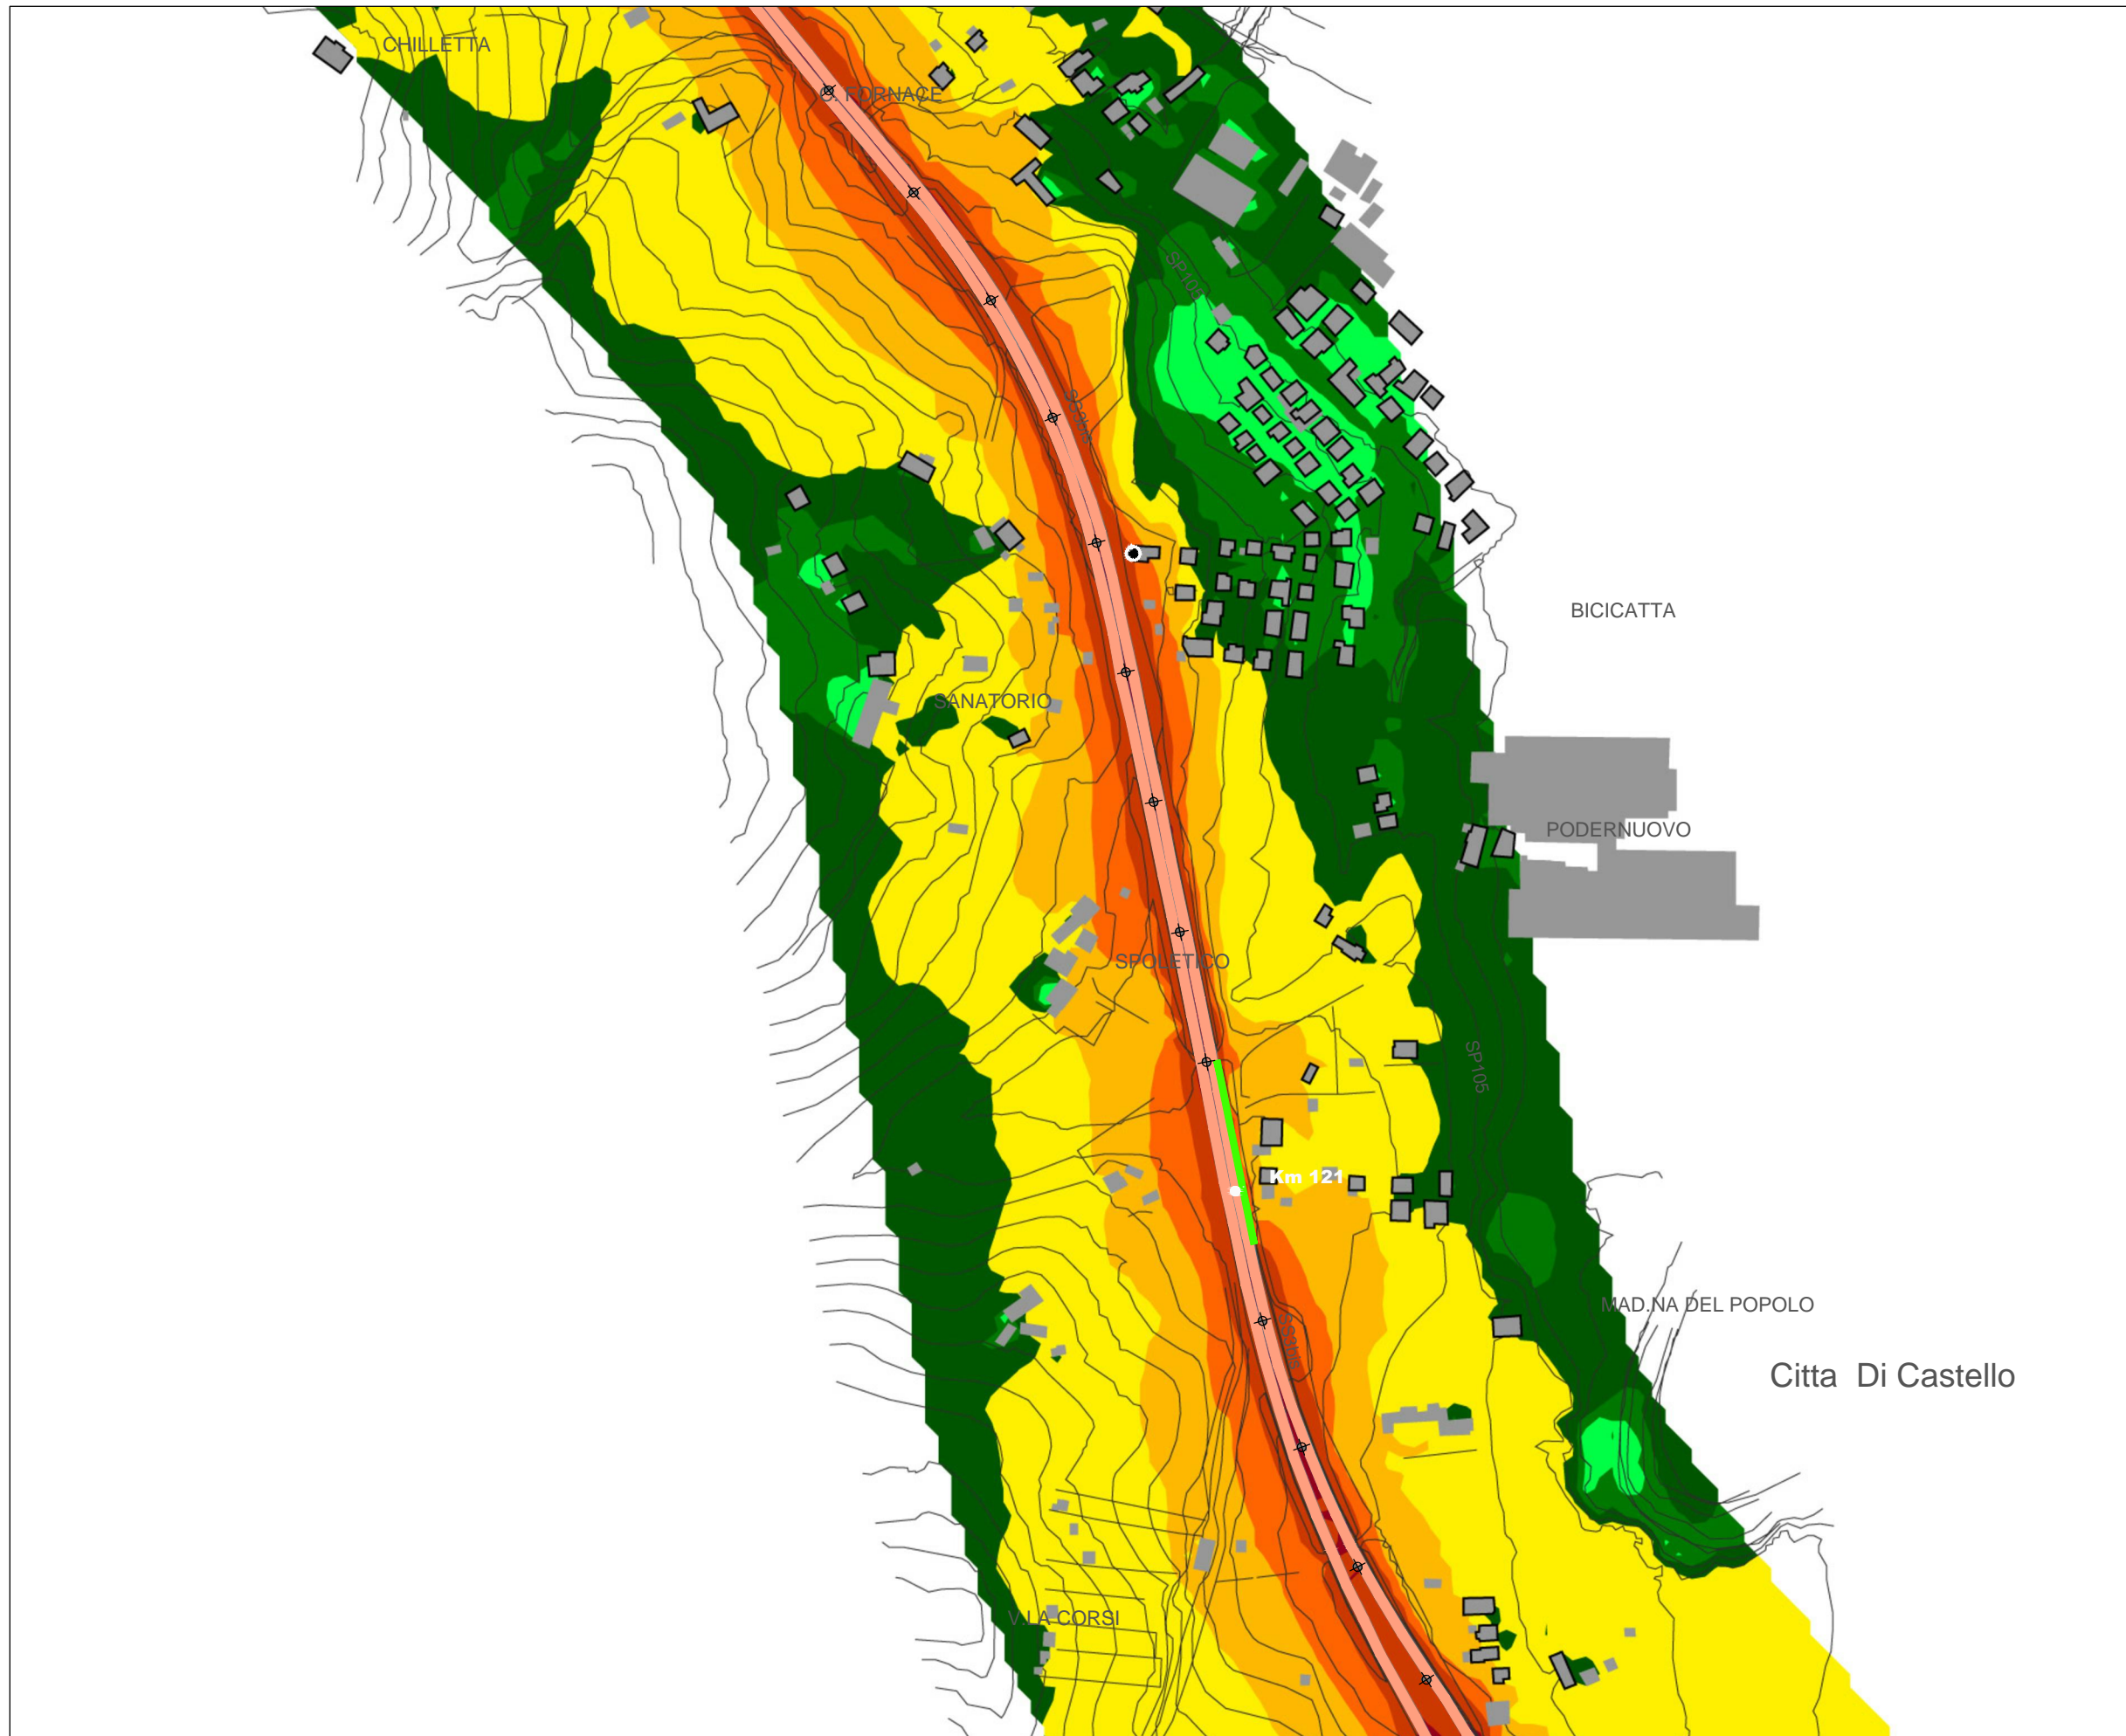 CHILLETTA
C. FORNACE
SP105
SS3bis
BICICATTA
SANATORIO
PODERNUOVO
SPOLETICO
SP105
Km 121
MAD.NA DEL POPOLO
SS3bis
Citta Di Castello
V.LA CORSI